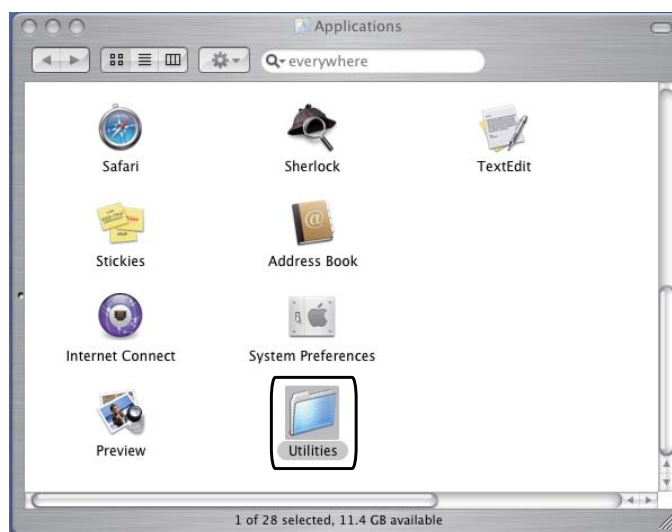 Applications
everywhere
Safari
Sherlock
TextEdit
Stickies
Address Book
Internet Connect
System Preferences
Preview
Utilities
1 of 28 selected, 11.4 GB available